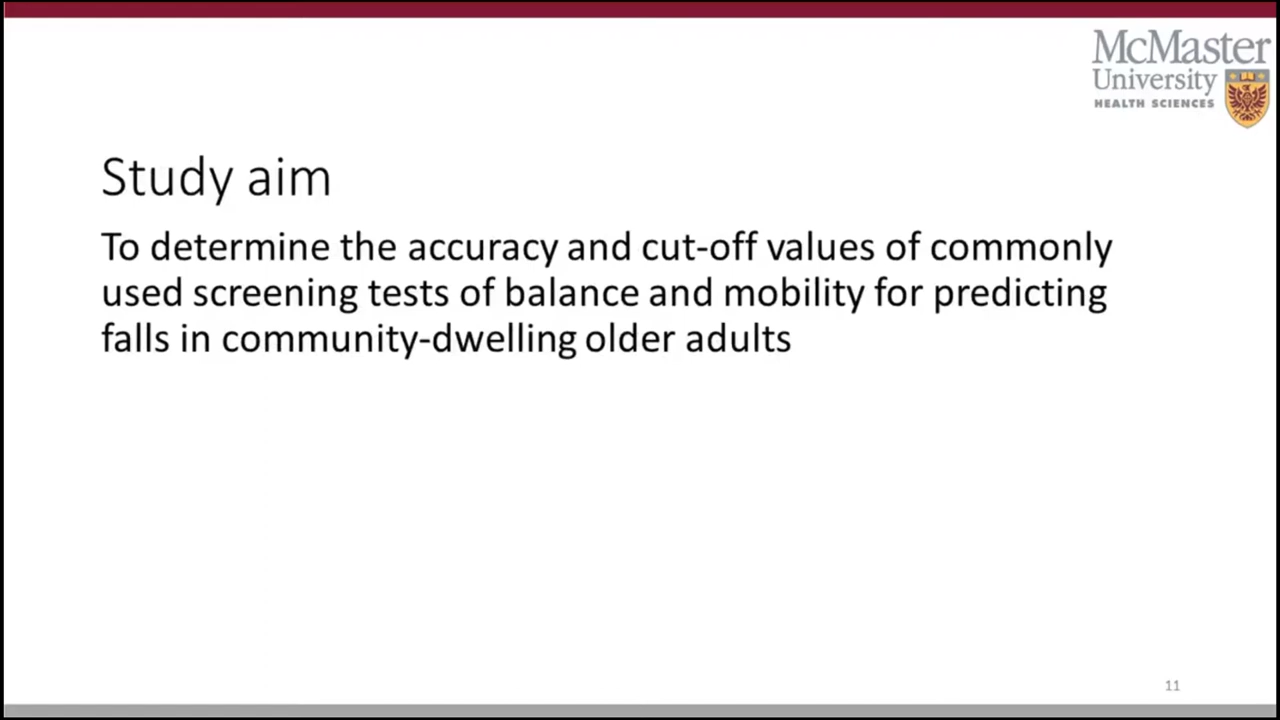 McMaster
University
HEALTH SCIENCES
Study aim
To determine the accuracy and cut-off values of commonly
used screening tests of balance and mobility for predicting
falls in community-dwelling older adults
11